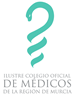 ILUSTRE COLEGIO OFICIAL
DE MÉDICOS
DE LA REGIÓN DE MURCIA